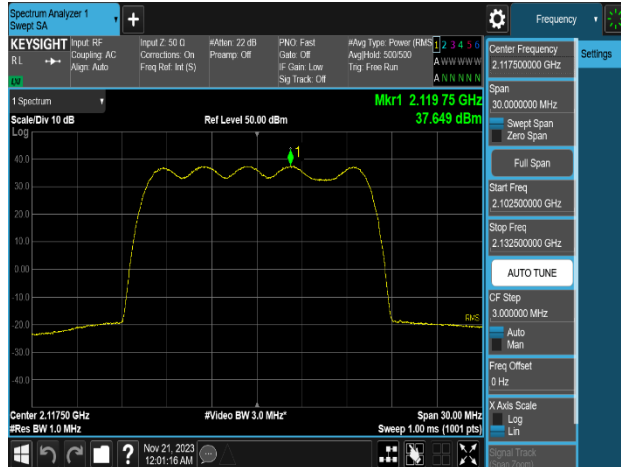 Spectrum Analyzer 1
Swept SA
Frequency
KEYSIGHT
Input: RF
Input Z: 50 Ω
#Atten: 22 dB
PNO: Fast
#Avg Type: Power (RMS
1 2 3 4 5 6
R L
Coupling: AC
Corrections: On
Preamp: Off
Gate: Off
Avg|Hold: 500/500
A W W W W W
Align: Auto
Freq Ref: Int (S)
IF Gain: Low
Trig: Free Run
Sig Track: Off
A N N N N N
LXI
1 Spectrum
Mkr1 2.119 75 GHz
Scale/Div 10 dB
Ref Level 50.00 dBm
37.649 dBm
Log
40.0
30.0
20.0
10.0
0.00
-10.0
-20.0
-30.0
-40.0
1
RMS
Center 2.11750 GHz
#Video BW 3.0 MHz*
Span 30.00 MHz
#Res BW 1.0 MHz
Sweep 1.00 ms (1001 pts)
Center Frequency
2.117500000 GHz
Settings
Span
30.0000000 MHz
Swept Span
Zero Span
Full Span
Start Freq
2.102500000 GHz
Stop Freq
2.132500000 GHz
AUTO TUNE
CF Step
3.000000 MHz
Auto
Man
Freq Offset
0 Hz
X Axis Scale
Log
Lin
Signal Track
(Span Zoom)
?
Nov 21, 2023
12:01:16 AM